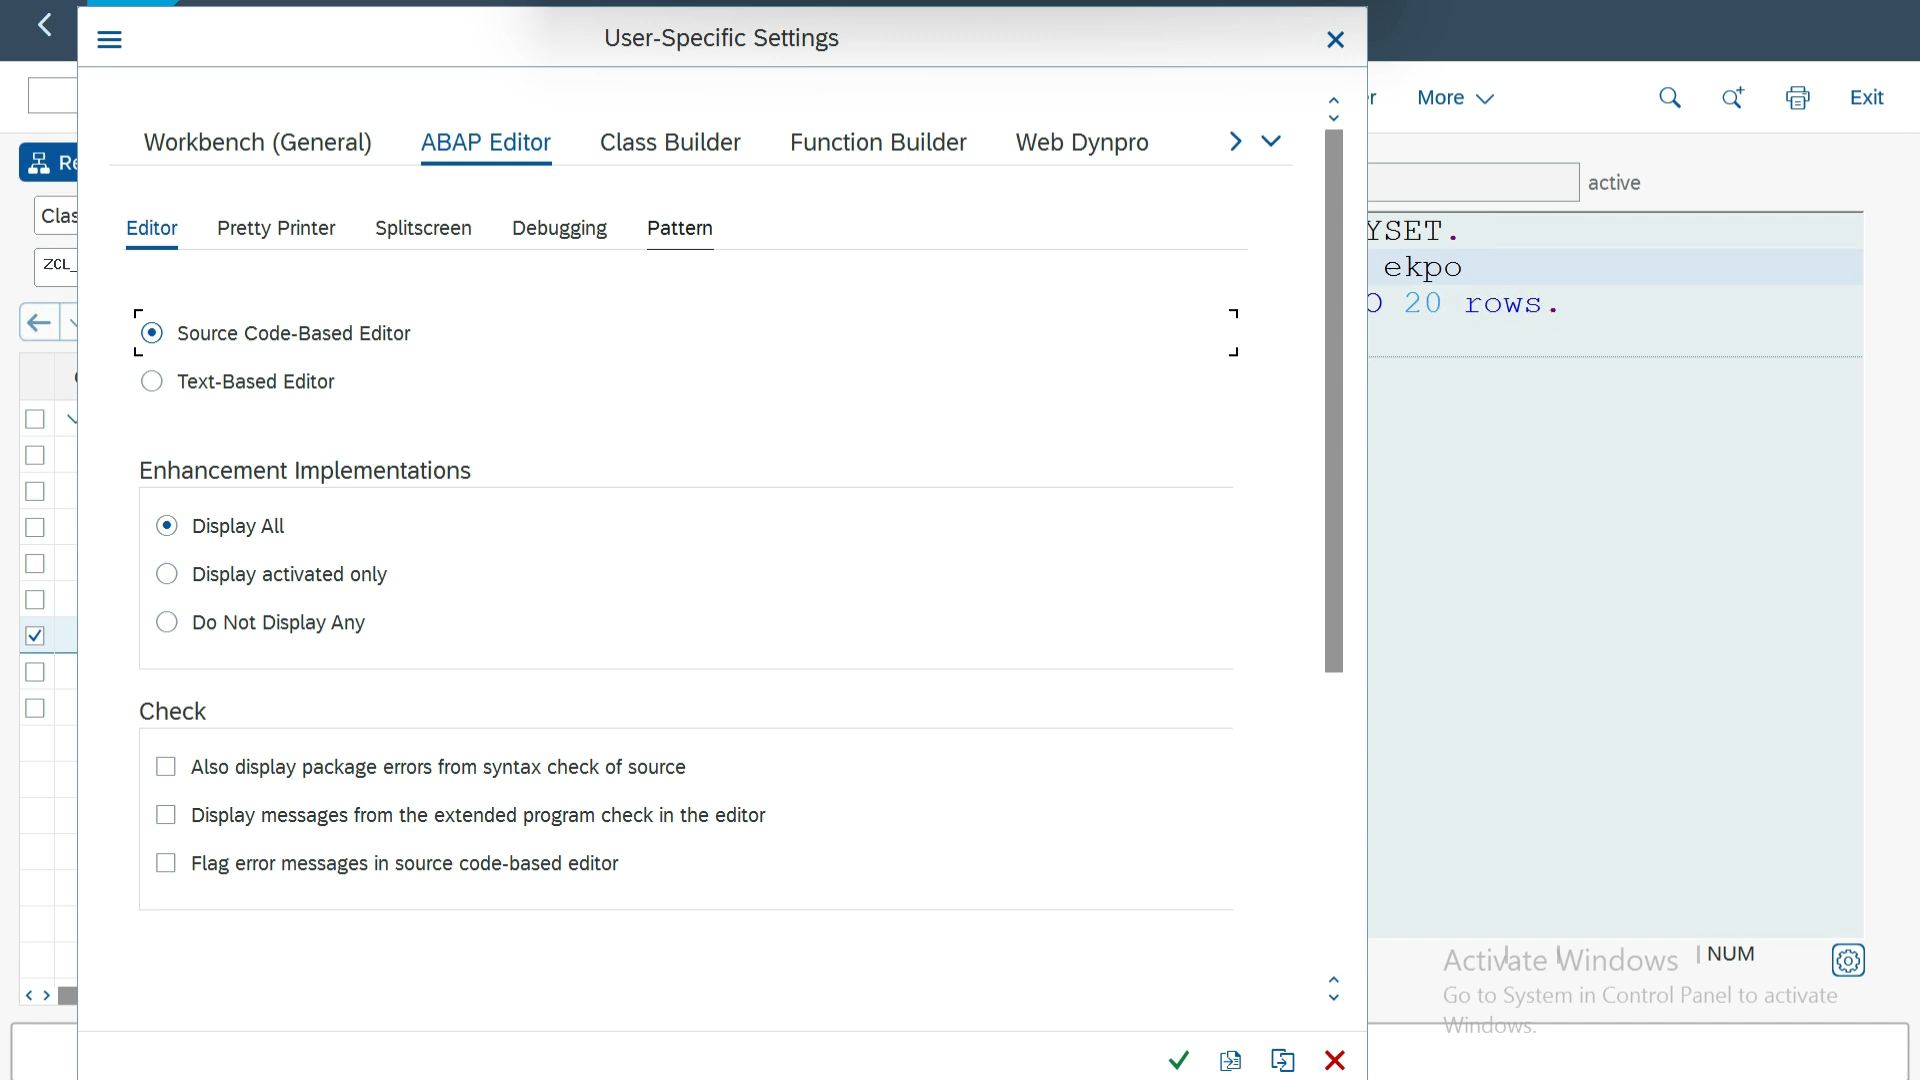 User-Specific Settings
More
Exit
Workbench (General)
ABAP Editor
Class Builder
Function Builder
Web Dynpro
Re
active
Clas
Editor
Pretty Printer
Splitscreen
Debugging
Pattern
YSET.
ZCL_
ekpo
20 rows.
Source Code-Based Editor
Text-Based Editor
Enhancement Implementations
Display All
Display activated only
Do Not Display Any
Check
Also display package errors from syntax check of source
Display messages from the extended program check in the editor
Flag error messages in source code-based editor
NUM
Activate Windows
Go to System in Control Panel to activate
Windows.